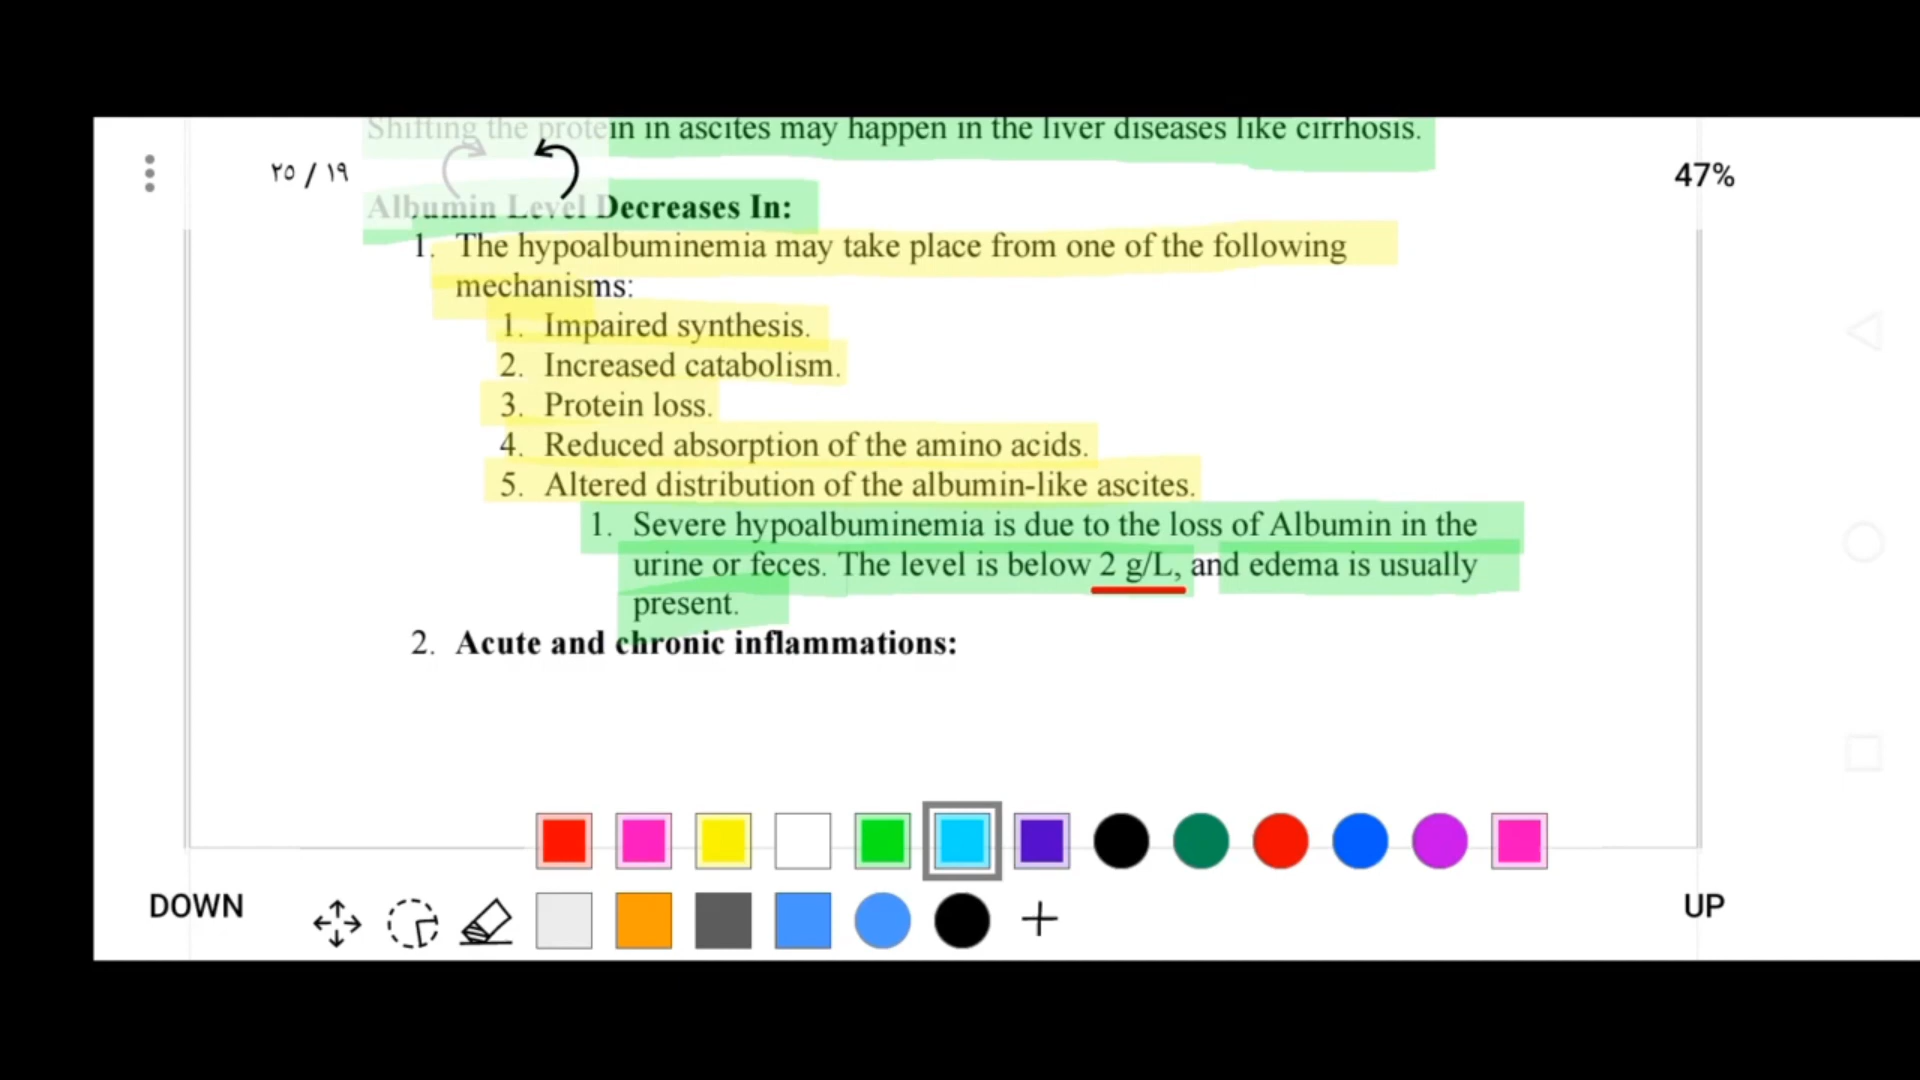 Shifting the protein in ascites may happen in the liver diseases like cirrhosis.
٢٥ / ١٩
47%
Albumin Level Decreases In:
1. The hypoalbuminemia may take place from one of the following
mechanisms:
1. Impaired synthesis.
2. Increased catabolism.
3. Protein loss.
4. Reduced absorption of the amino acids.
5. Altered distribution of the albumin-like ascites.
1. Severe hypoalbuminemia is due to the loss of Albumin in the
urine or feces. The level is below 2 g/L, and edema is usually
present.
2. Acute and chronic inflammations:
DOWN
UP